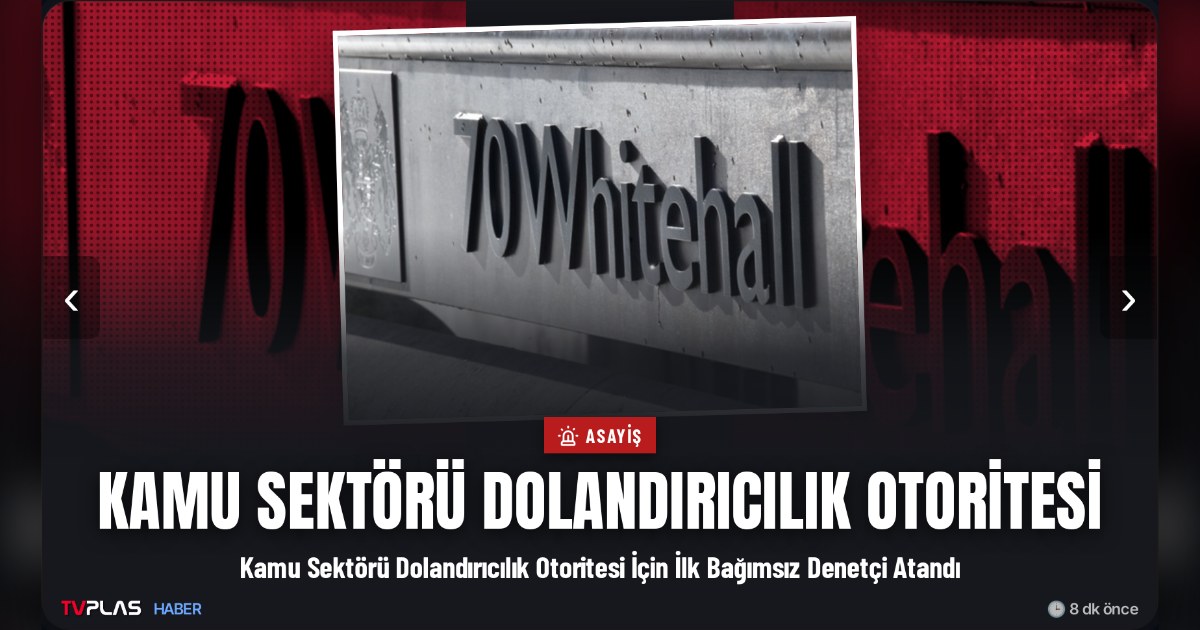 70 Whitehall
ASAYİŞ
KAMU SEKTÖRÜ DOLANDIRICILIK OTORİTESİ
Kamu Sektörü Dolandırıcılık Otoritesi İçin İlk Bağımsız Denetçi Atandı
TVPLAS HABER
8 dk önce